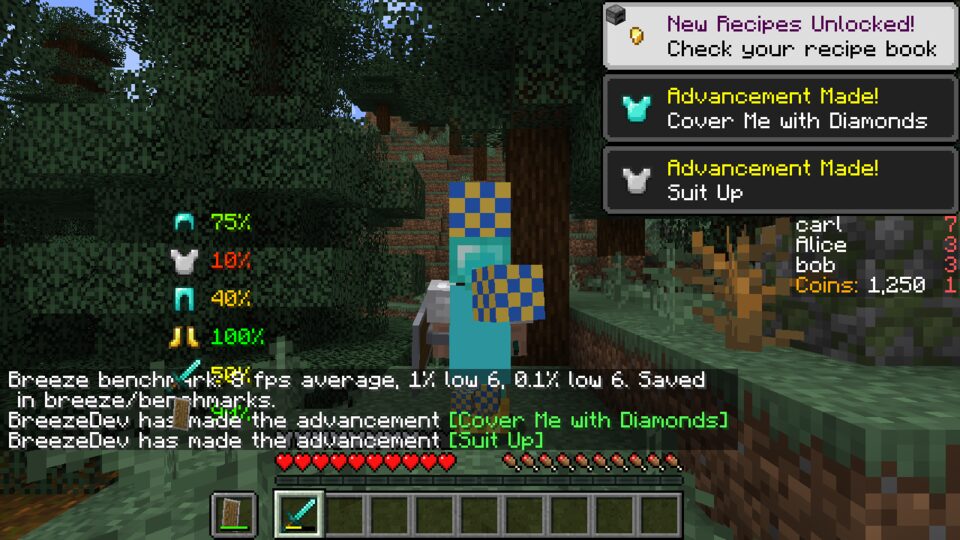 New Recipes Unlocked!
Check your recipe book
Advancement Made!
Cover Me with Diamonds
Advancement Made!
Suit Up
carl 7
Alice 3
bob 3
Coins: 1,250 1
75%
10%
40%
100%
50%
Breeze benchmark: 9 fps average, 1% low 6, 0.1% low 6. Saved
in breeze/benchmarks.
BreezeDev has made the advancement [Cover Me with Diamonds]
BreezeDev has made the advancement [Suit Up]